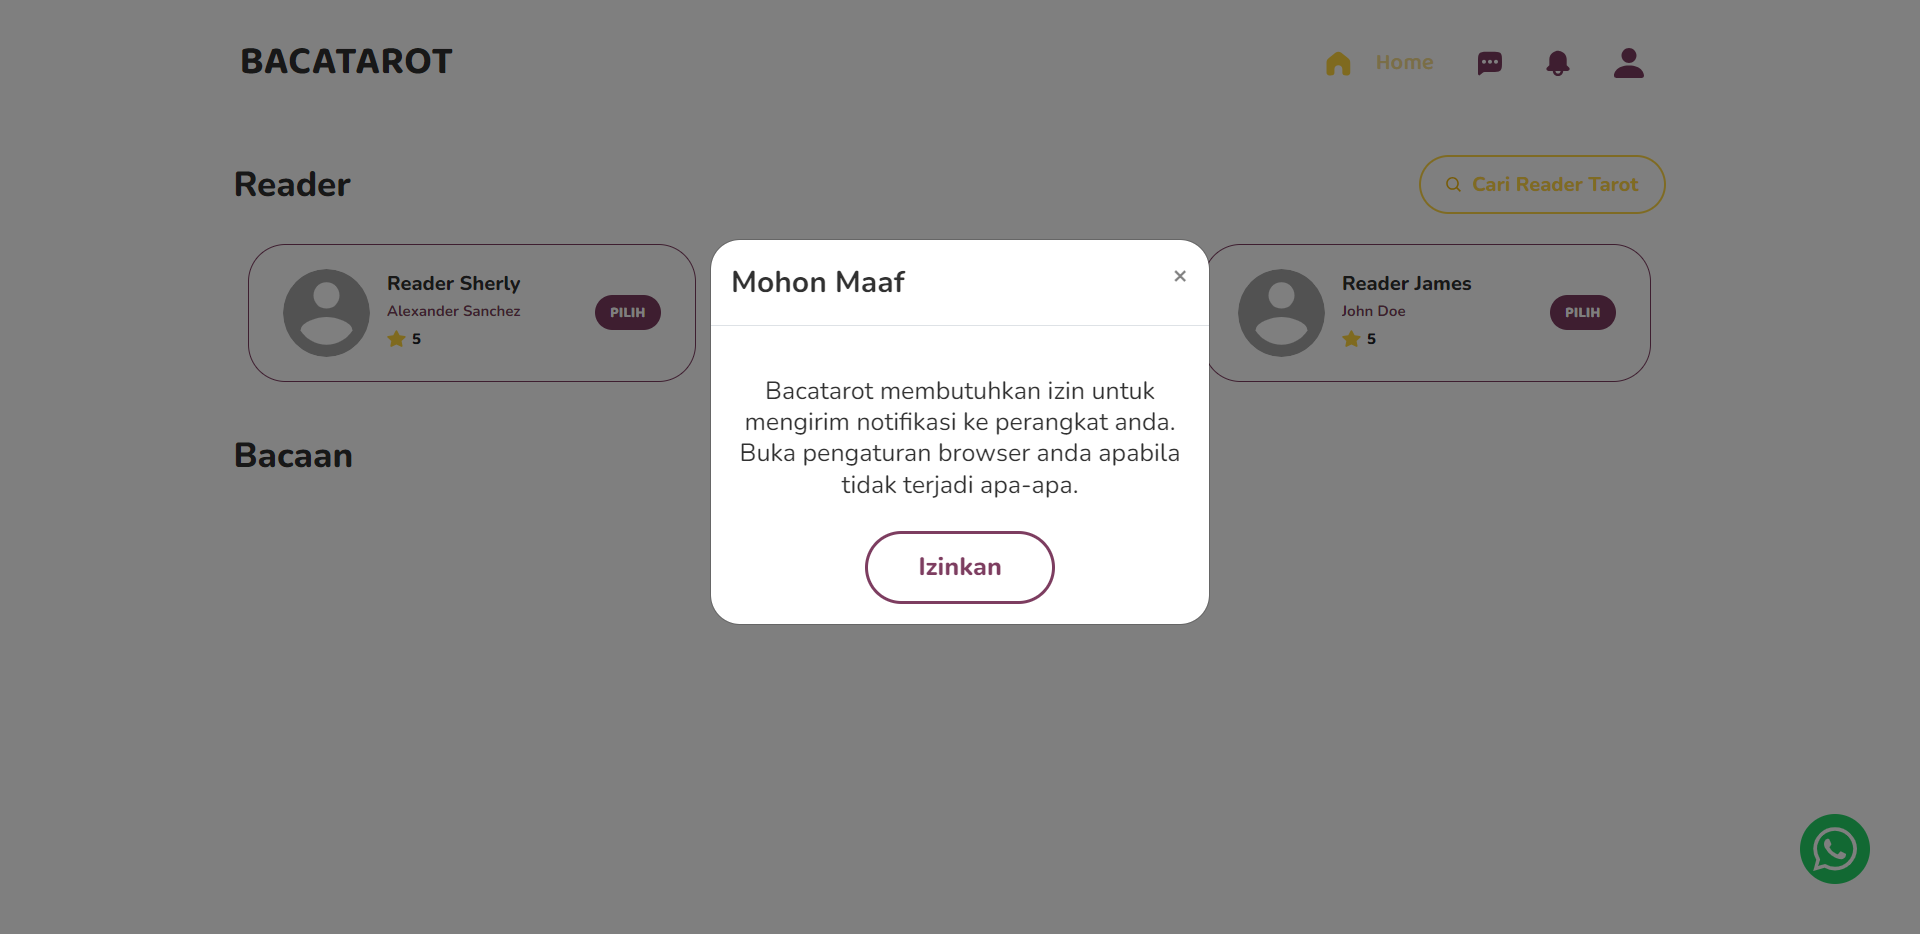 BACATAROT
Home
Reader
Cari Reader Tarot
Reader Sherly
Alexander Sanchez
5
PILIH
Mohon Maaf
×
Bacatarot membutuhkan izin untuk
mengirim notifikasi ke perangkat anda.
Buka pengaturan browser anda apabila
tidak terjadi apa-apa.
Izinkan
Reader James
John Doe
5
PILIH
Bacaan